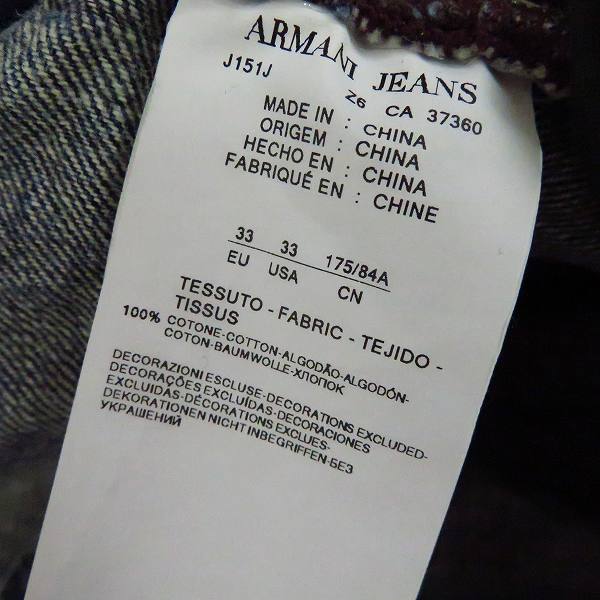 ARMANI JEANS
J151J Z6 CA 37360
MADE IN : CHINA
ORIGEM : CHINA
HECHO EN : CHINA
FABRIQUÉ EN : CHINE
33 33 175/84A
EU USA CN
TESSUTO - FABRIC - TEJIDO -
TISSUS
100% COTONE-COTTON-ALGODÃO-ALGODÓN-
COTON-BAUMWOLLE-ХЛОПОК
DECORAZIONI ESCLUSE-DECORATIONS EXCLUDED-
DECORAÇÕES EXCLUÍDAS-DECORACIONES
EXCLUIDAS-DÉCORATIONS EXCLUES-
DEKORATIONEN NICHT INBEGRIFFEN-БЕЗ
УКРАШЕНИЙ